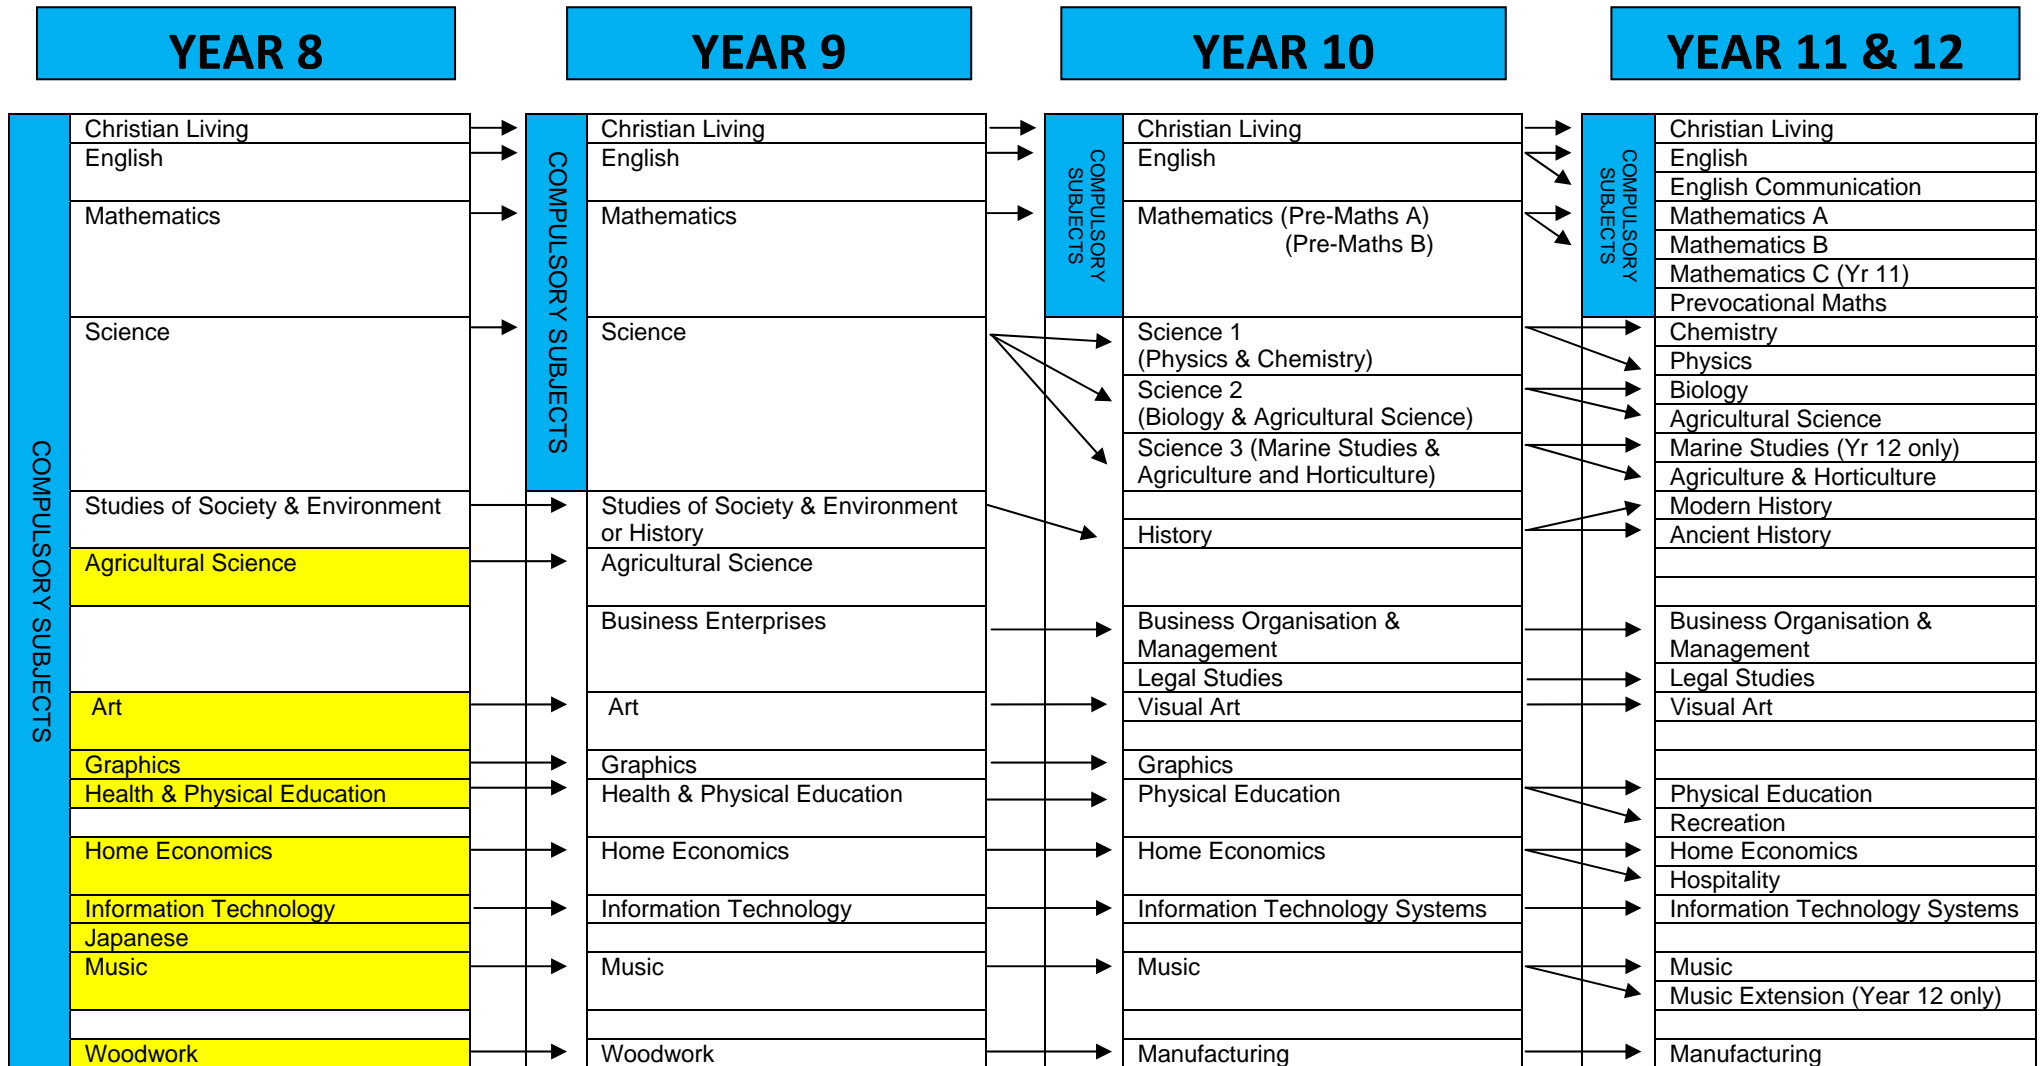 YEAR 8
YEAR 9
YEAR 10
YEAR 11 & 12
COMPULSORY SUBJECTS
Christian Living
English
Mathematics
Science
Studies of Society & Environment
Agricultural Science
Art
Graphics
Health & Physical Education
Home Economics
Information Technology
Japanese
Music
Woodwork
COMPULSORY SUBJECTS
Christian Living
English
Mathematics
Science
Studies of Society & Environment
or History
Agricultural Science
Business Enterprises
Art
Graphics
Health & Physical Education
Home Economics
Information Technology
Music
Woodwork
COMPULSORY
SUBJECTS
Christian Living
English
Mathematics (Pre-Maths A)
(Pre-Maths B)
Science 1
(Physics & Chemistry)
Science 2
(Biology & Agricultural Science)
Science 3 (Marine Studies &
Agriculture and Horticulture)
History
Business Organisation &
Management
Legal Studies
Visual Art
Graphics
Physical Education
Home Economics
Information Technology Systems
Music
Manufacturing
COMPULSORY
SUBJECTS
Christian Living
English
English Communication
Mathematics A
Mathematics B
Mathematics C (Yr 11)
Prevocational Maths
Chemistry
Physics
Biology
Agricultural Science
Marine Studies (Yr 12 only)
Agriculture & Horticulture
Modern History
Ancient History
Business Organisation &
Management
Legal Studies
Visual Art
Physical Education
Recreation
Home Economics
Hospitality
Information Technology Systems
Music
Music Extension (Year 12 only)
Manufacturing